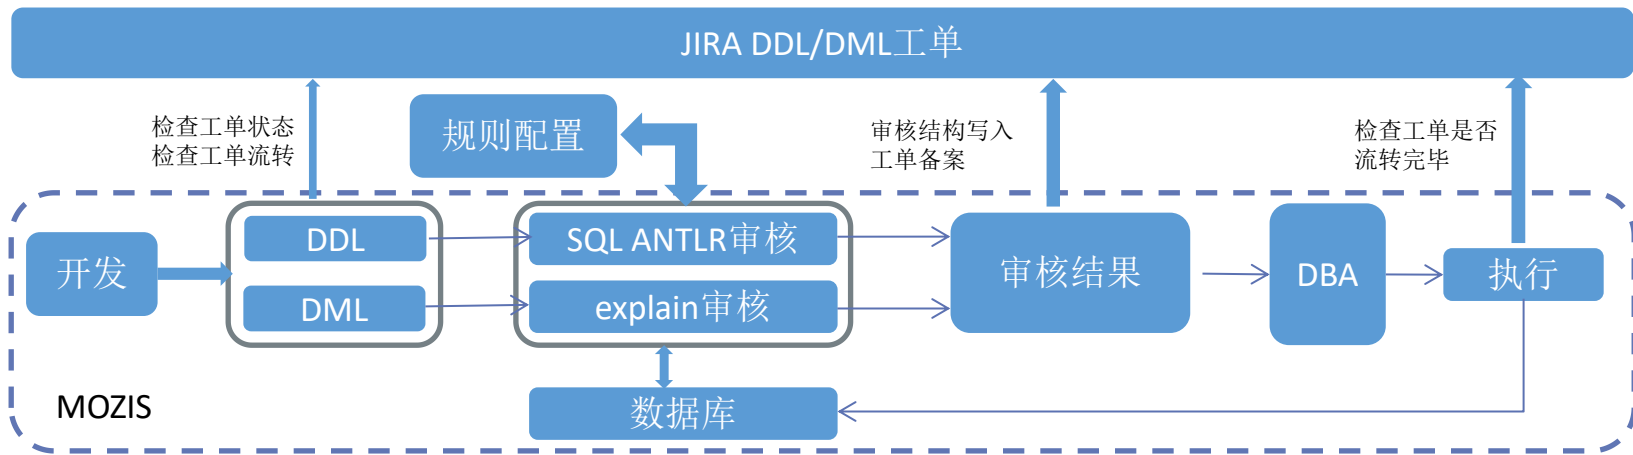 JIRA DDL/DML工单
检查工单状态
检查工单流转
规则配置
审核结构写入
工单备案
检查工单是否
流转完毕
开发
DDL
DML
SQL ANTLR审核
explain审核
审核结果
DBA
执行
MOZIS
数据库